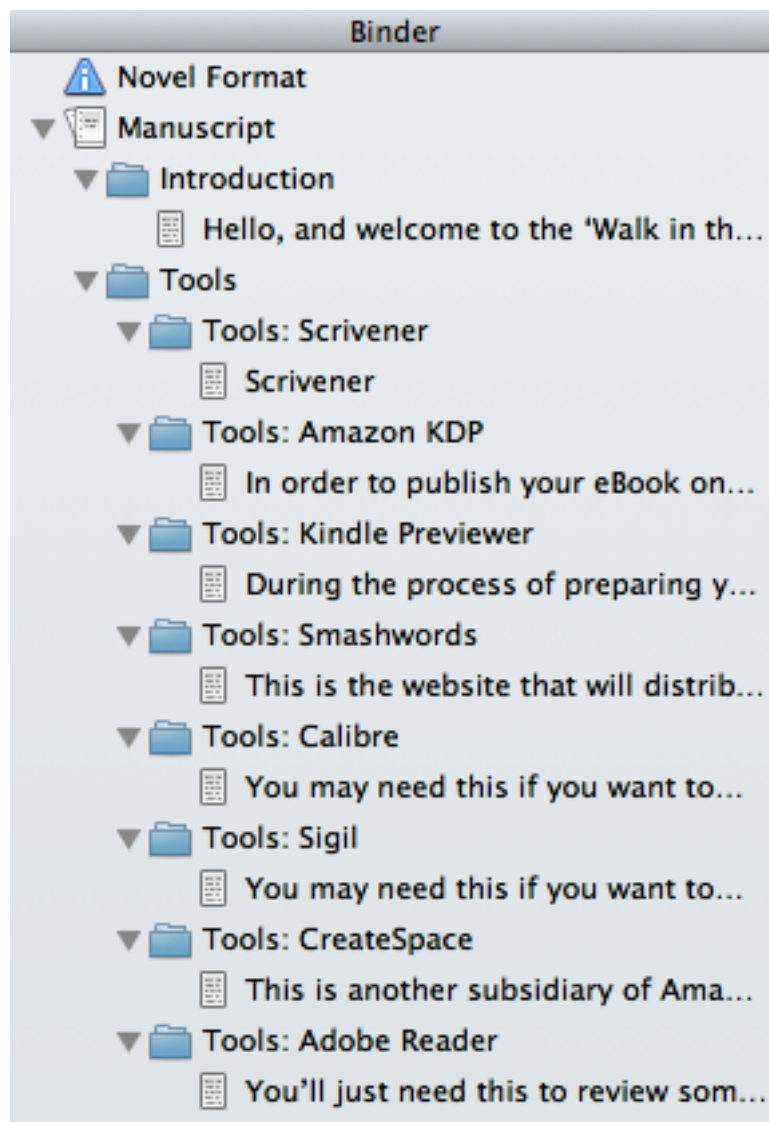 Binder
Novel Format
Manuscript
Introduction
Hello, and welcome to the ‘Walk in th...
Tools
Tools: Scrivener
Scrivener
Tools: Amazon KDP
In order to publish your eBook on...
Tools: Kindle Previewer
During the process of preparing y...
Tools: Smashwords
This is the website that will distrib...
Tools: Calibre
You may need this if you want to...
Tools: Sigil
You may need this if you want to...
Tools: CreateSpace
This is another subsidiary of Ama...
Tools: Adobe Reader
You’ll just need this to review som...